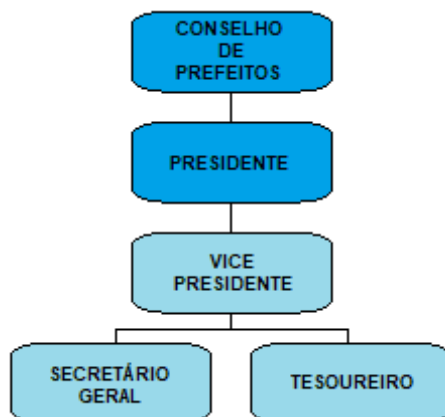 CONSELHO
DE
PREFEITOS
PRESIDENTE
VICE
PRESIDENTE
SECRETÁRIO
GERAL
TESOUREIRO